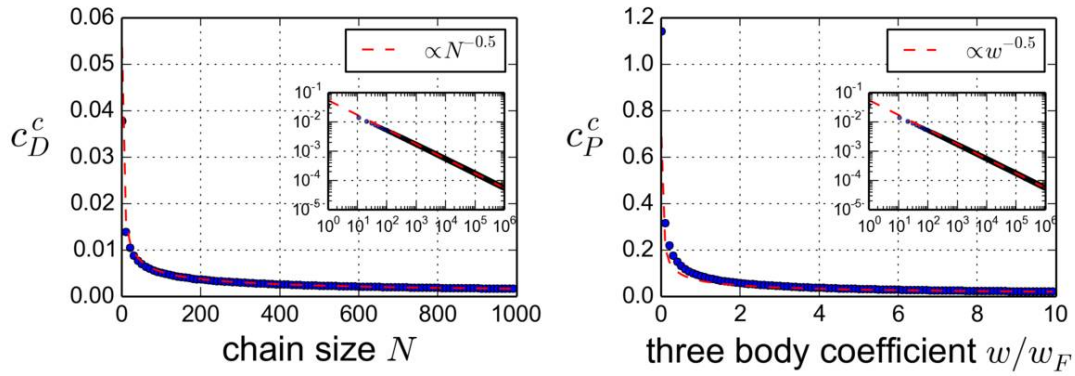 0.06
0.05
0.04
0.03
0.02
0.01
0.00
c_D^c
0 200 400 600 800 1000
chain size N
∝N^{-0.5}
10^{-1}
10^{-2}
10^{-3}
10^{-4}
10^{-5}
10^0 10^1 10^2 10^3 10^4 10^5 10^6
1.2
1.0
0.8
0.6
0.4
0.2
0.0
c_P^c
0 2 4 6 8 10
three body coefficient w/w_F
∝w^{-0.5}
10^{-1}
10^{-2}
10^{-3}
10^{-4}
10^{-5}
10^0 10^1 10^2 10^3 10^4 10^5 10^6